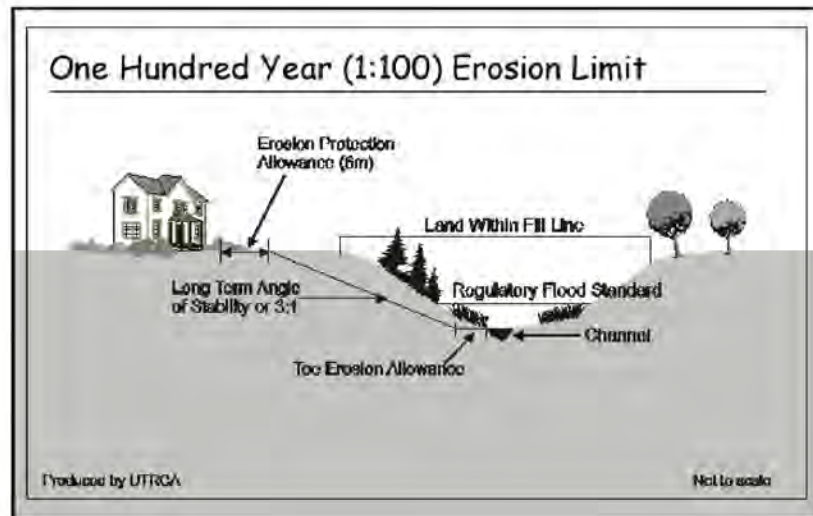 One Hundred Year (1:100) Erosion Limit
Erosion Protection
Allowance (6m)
Land Within Fill Line
Long Term Angle
of Stability or 3:1
Regulatory Flood Standard
Channel
Toe Erosion Allowance
Produced by UTRCA
Not to scale